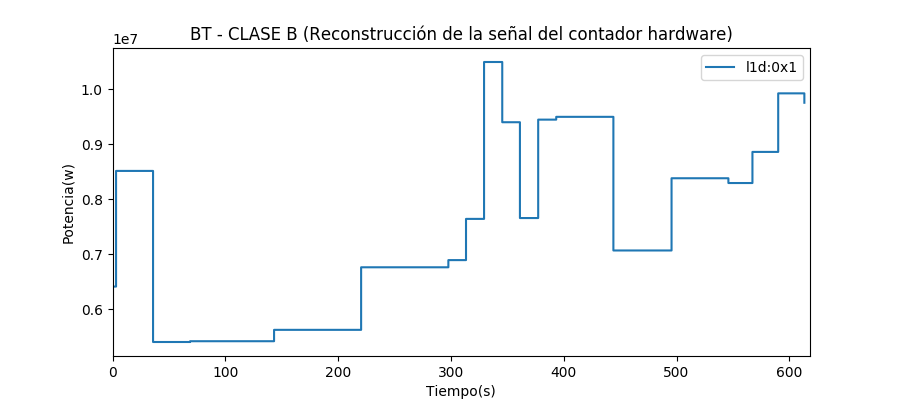 BT - CLASE B (Reconstrucción de la señal del contador hardware)
1e7
l1d:0x1
1.0
0.9
0.8
0.7
0.6
Potencia(w)
0 100 200 300 400 500 600
Tiempo(s)